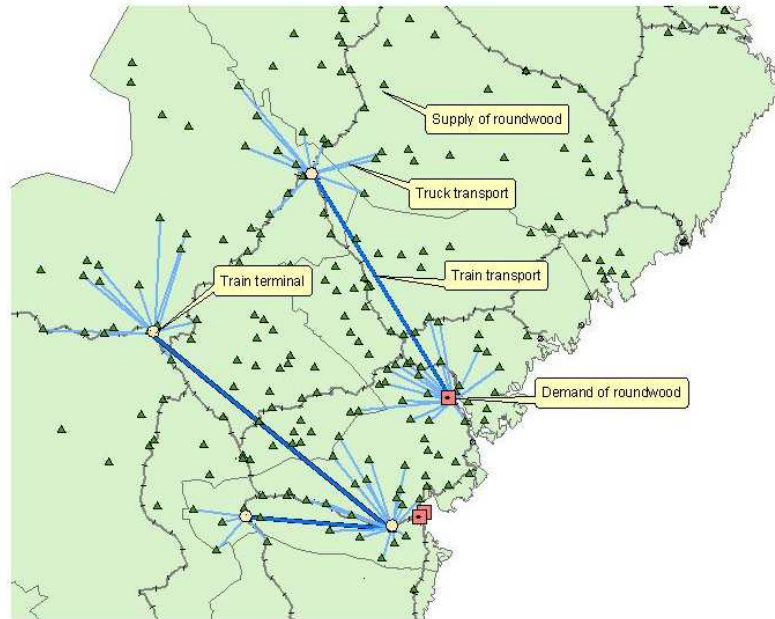 Supply of roundwood
Truck transport
Train transport
Train terminal
Demand of roundwood